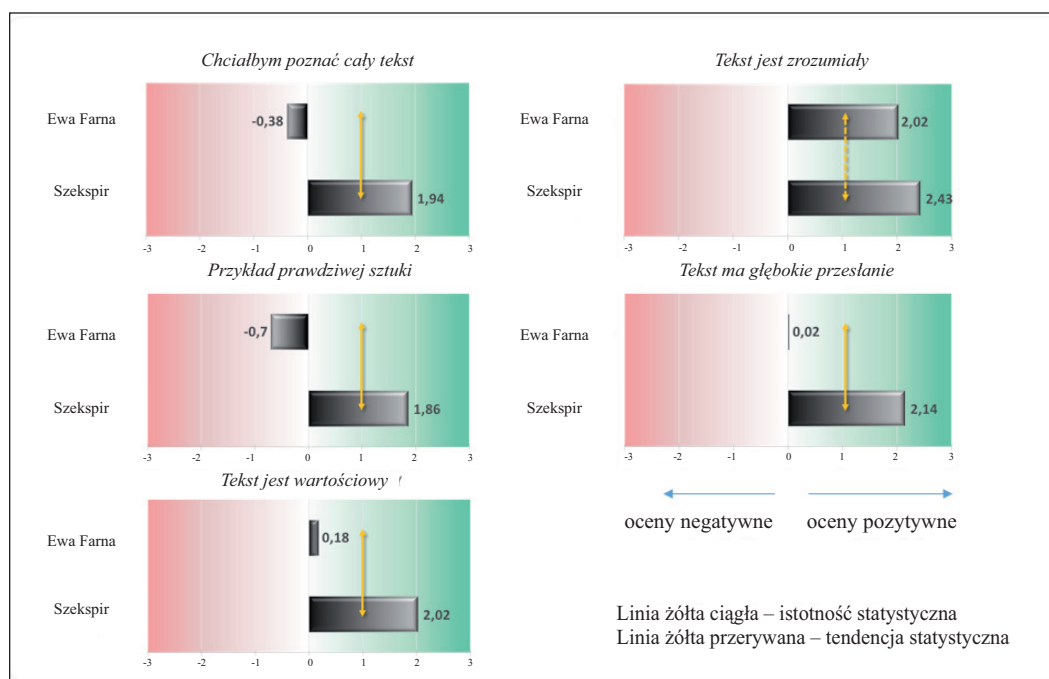 Chciałbym poznać cały tekst
Ewa Farna
-0,38
Szekspir
1,94
-3 -2 -1 0 1 2 3
Tekst jest zrozumiały
Ewa Farna
2,02
Szekspir
2,43
-3 -2 -1 0 1 2 3
Przykład prawdziwej sztuki
Ewa Farna
-0,7
Szekspir
1,86
-3 -2 -1 0 1 2 3
Tekst ma głębokie przesłanie
Ewa Farna
0,02
Szekspir
2,14
-3 -2 -1 0 1 2 3
Tekst jest wartościowy
Ewa Farna
0,18
Szekspir
2,02
-3 -2 -1 0 1 2 3
oceny negatywne oceny pozytywne
Linia żółta ciągła – istotność statystyczna
Linia żółta przerywana – tendencja statystyczna